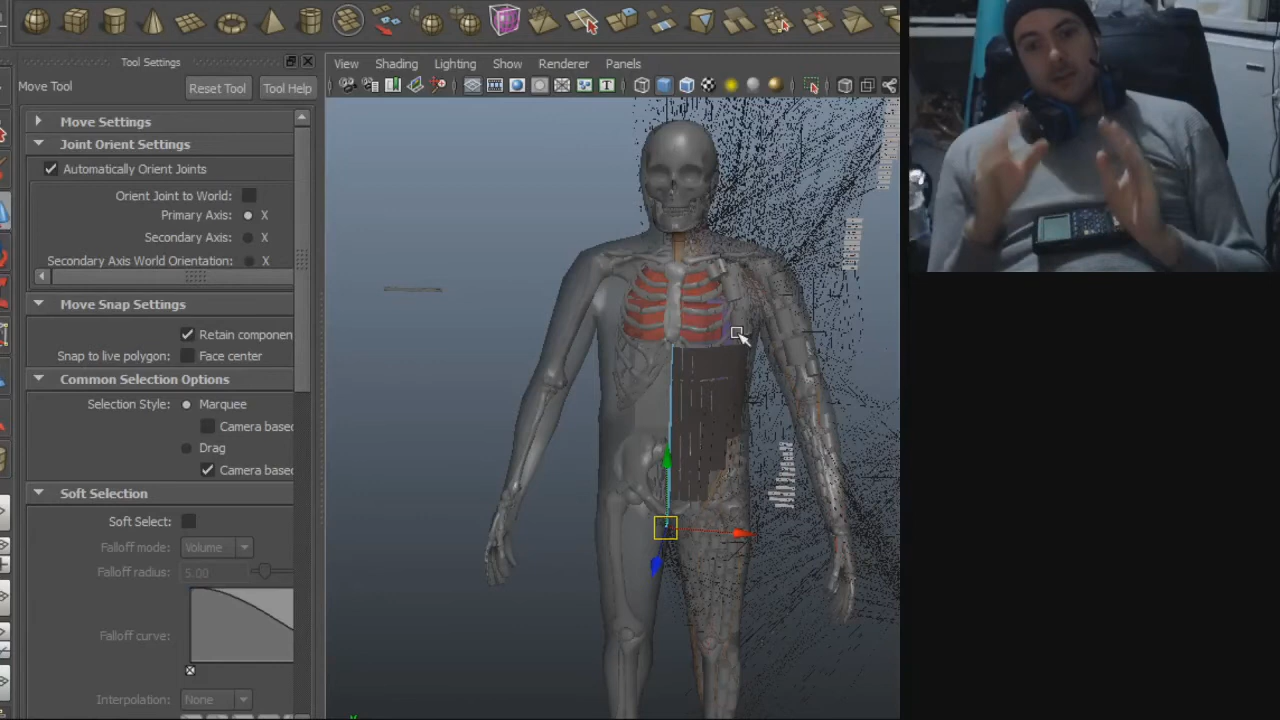 Tool Settings
View Shading Lighting Show Renderer Panels
Move Tool Reset Tool Tool Help
Move Settings
Joint Orient Settings
Automatically Orient Joints
Orient Joint to World:
Primary Axis: X
Secondary Axis: X
Secondary Axis World Orientation: X
Move Snap Settings
Retain componen
Snap to live polygon: Face center
Common Selection Options
Selection Style: Marquee
Camera based
Drag
Camera based
Soft Selection
Soft Select:
Falloff mode: Volume
Falloff radius: 5.00
Falloff curve:
Interpolation: None